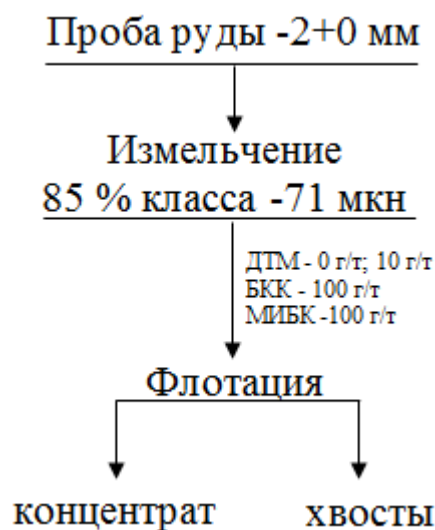 Проба руды -2+0 мм
Измельчение
85 % класса -71 мкн
ДТМ - 0 г/т; 10 г/т
БКК - 100 г/т
МИБК -100 г/т
Флотация
концентрат хвосты